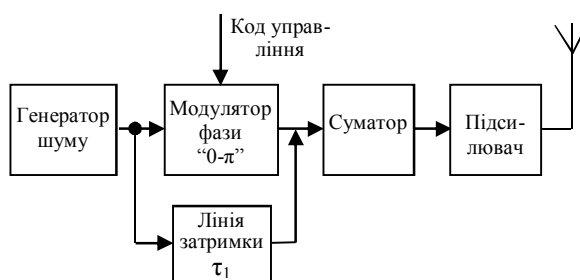 Код управ-
ління
Генератор
шуму
Модулятор
фази
“0-π”
Суматор
Підси-
лювач
Лінія
затримки
τ₁